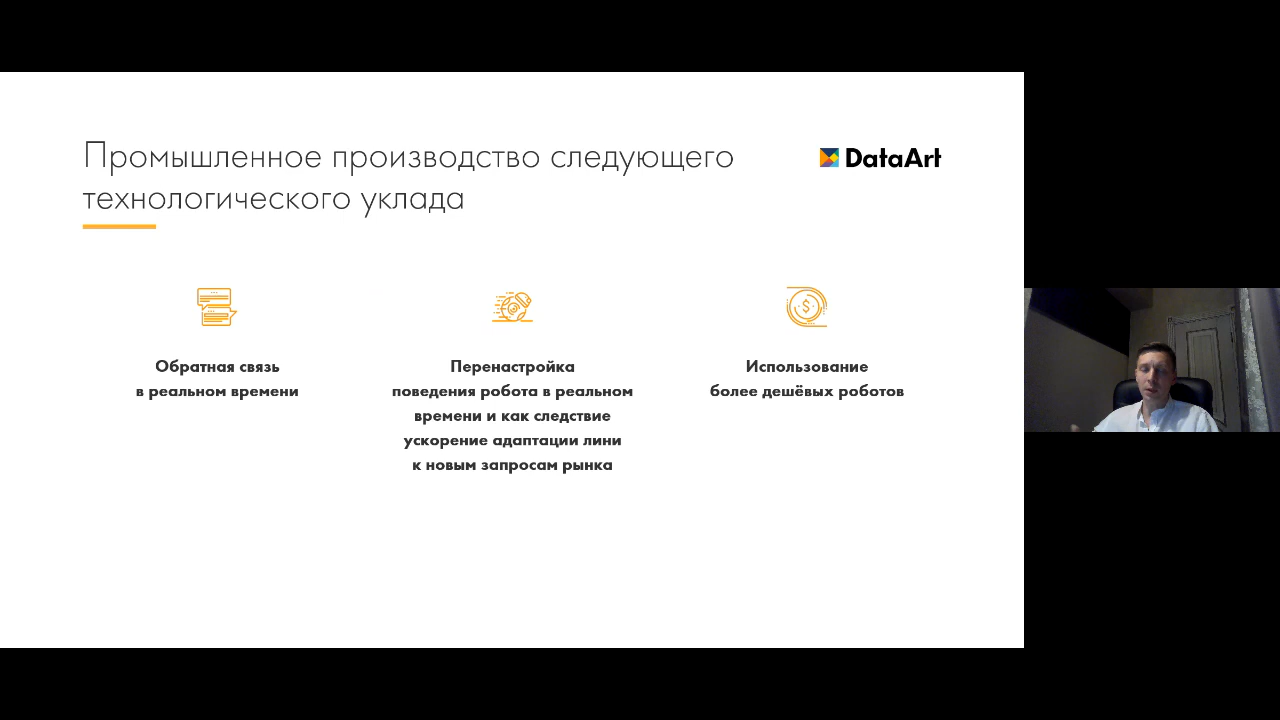 Промышленное производство следующего
технологического уклада
DataArt
Обратная связь
в реальном времени
Перенастройка
поведения робота в реальном
времени и как следствие
ускорение адаптации лини
к новым запросам рынка
Использование
более дешёвых роботов